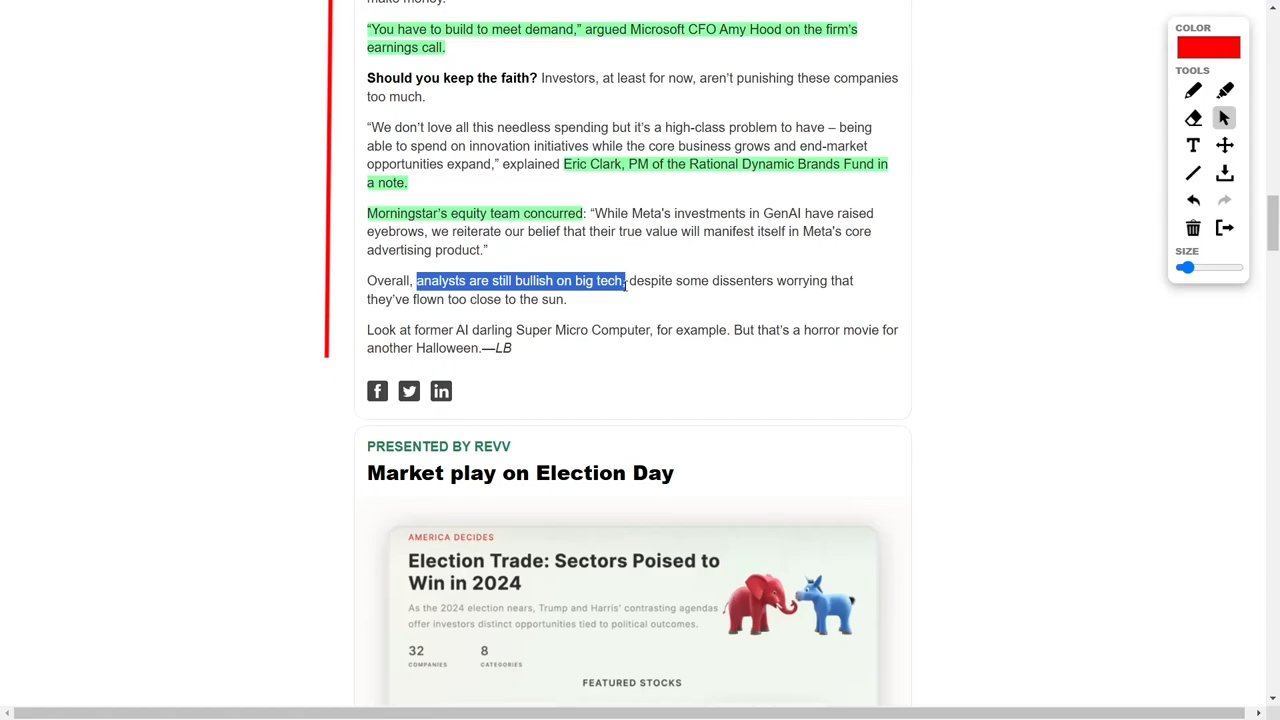 make money.
“You have to build to meet demand,” argued Microsoft CFO Amy Hood on the firm’s
earnings call.
Should you keep the faith? Investors, at least for now, aren’t punishing these companies
too much.
“We don’t love all this needless spending but it’s a high-class problem to have – being
able to spend on innovation initiatives while the core business grows and end-market
opportunities expand,” explained Eric Clark, PM of the Rational Dynamic Brands Fund in
a note.
Morningstar’s equity team concurred: “While Meta's investments in GenAI have raised
eyebrows, we reiterate our belief that their true value will manifest itself in Meta's core
advertising product.”
Overall, analysts are still bullish on big tech, despite some dissenters worrying that
they’ve flown too close to the sun.
Look at former AI darling Super Micro Computer, for example. But that’s a horror movie for
another Halloween.—LB
PRESENTED BY REVV
Market play on Election Day
AMERICA DECIDES
Election Trade: Sectors Poised to
Win in 2024
As the 2024 election nears, Trump and Harris' contrasting agendas
offer investors distinct opportunities tied to political outcomes.
32 8
COMPANIES CATEGORIES
FEATURED STOCKS
COLOR
TOOLS
T
SIZE